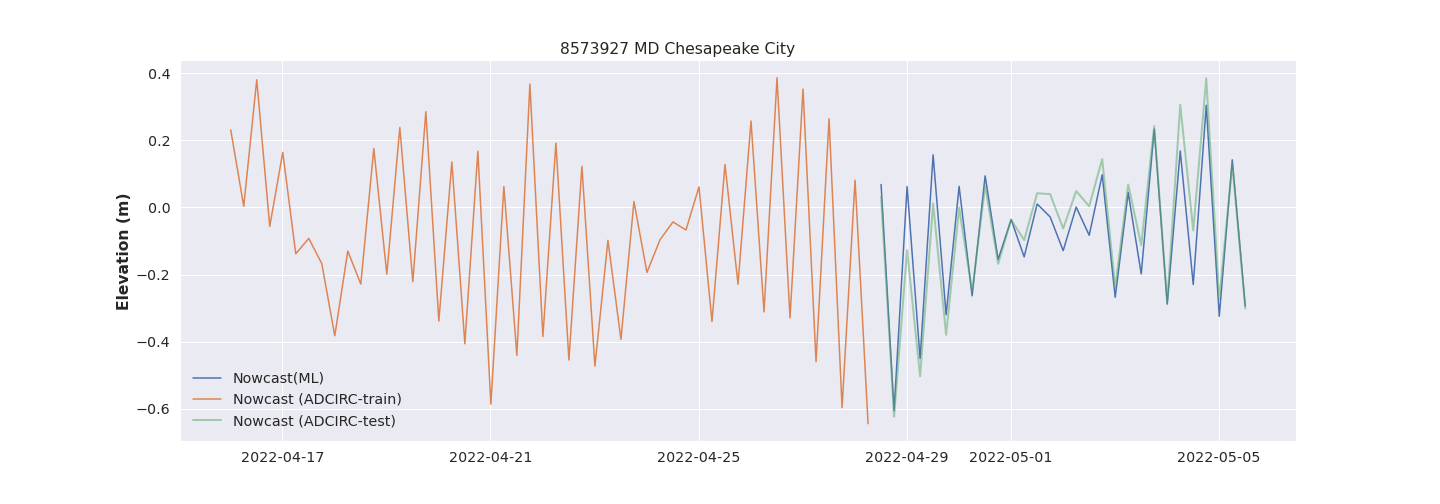 8573927 MD Chesapeake City
Elevation (m)
0.4
0.2
0.0
−0.2
−0.4
−0.6
Nowcast(ML)
Nowcast (ADCIRC-train)
Nowcast (ADCIRC-test)
2022-04-17 2022-04-21 2022-04-25 2022-04-29 2022-05-01 2022-05-05